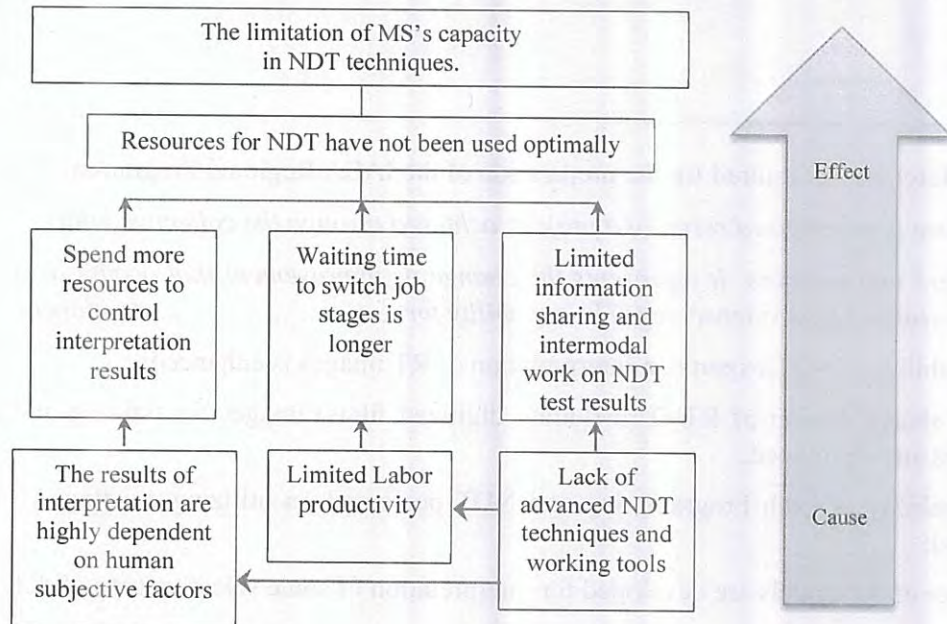 The limitation of MS's capacity
in NDT techniques.
Resources for NDT have not been used optimally
Effect
Spend more
resources to
control
interpretation
results
Waiting time
to switch job
stages is
longer
Limited
information
sharing and
intermodal
work on NDT
test results
The results of
interpretation are
highly dependent
on human
subjective factors
Limited Labor
productivity
Lack of
advanced NDT
techniques and
working tools
Cause